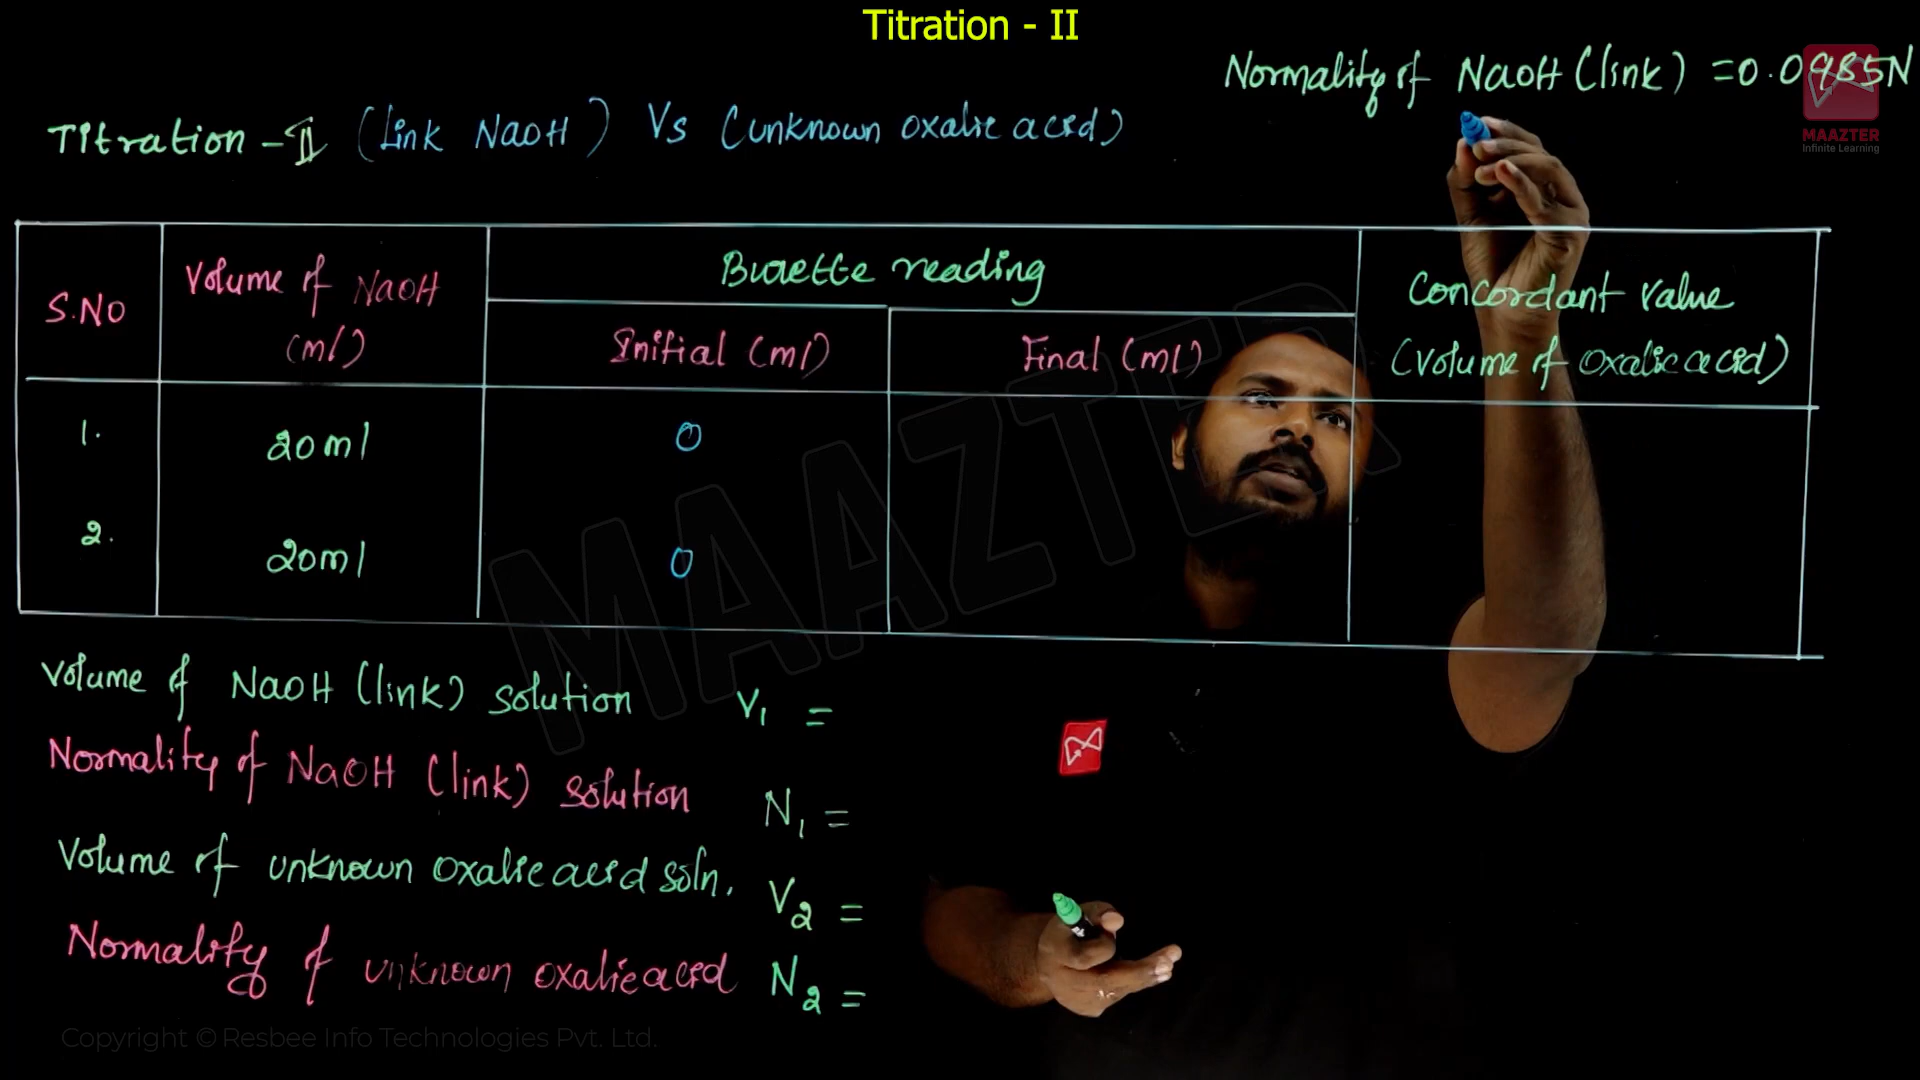 Titration - II
Normality of NaOH (link) = 0.0985N
MAAZTER
Infinite Learning
Titration - II (Link NaOH) Vs (unknown oxalic acid)
S.NO
Volume of NaOH
(ml)
Burette reading
Initial (ml)
Final (ml)
Concordant Value
(Volume of Oxalic acid)
1. 20ml 0
2. 20ml 0
MAAZTER
Volume of NaOH (link) solution V1 =
Normality of NaOH (link) solution N1 =
Volume of unknown oxalic acid soln. V2 =
Normality of unknown oxalic acid N2 =
Copyright © Resbee Info Technologies Pvt. Ltd.